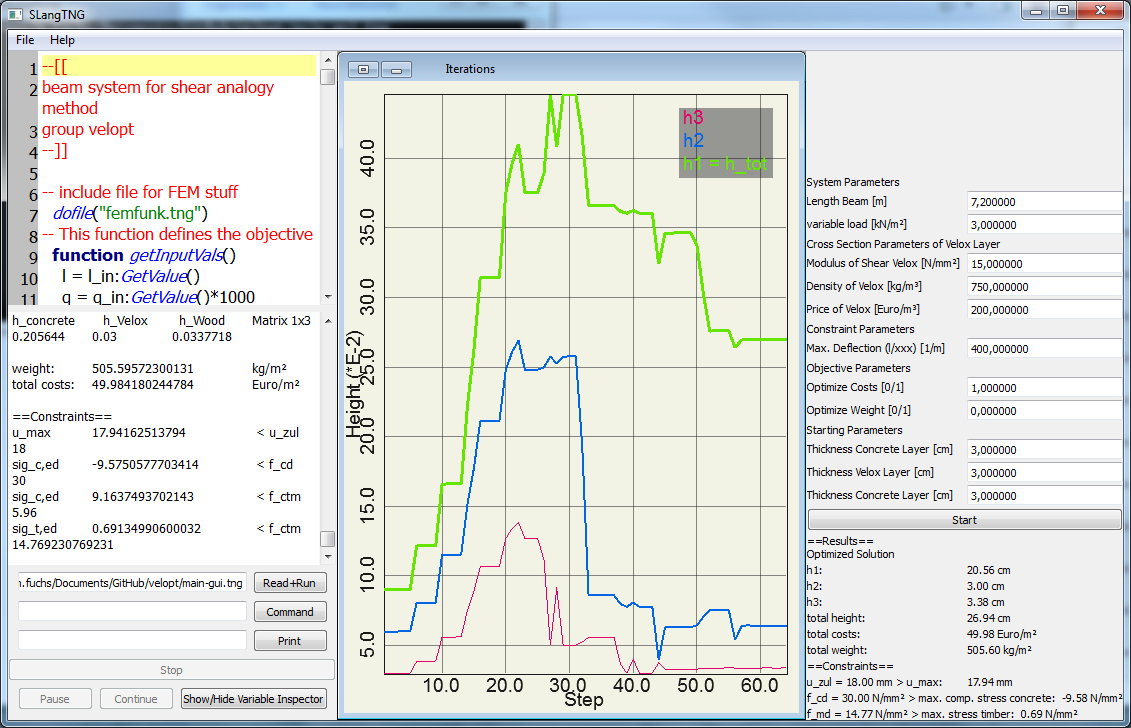 SLangTNG
File Help
1 --[[
2 beam system for shear analogy
method
3 group velopt
4 --]]
5
6 -- include file for FEM stuff
7 dofile("femfunk.tng")
8 -- This function defines the objective
9 function getInputVals()
10 l = l_in:GetValue()
11 q = q_in:GetValue()*1000
h_concrete h_Velox h_Wood Matrix 1x3
0.205644 0.03 0.0337718
weight: 505.59572300131 kg/m²
total costs: 49.984180244784 Euro/m²
==Constraints==
u_max 17.94162513794 < u_zul
18
sig_c,ed -9.5750577703414 < f_cd
30
sig_c,ed 9.1637493702143 < f_ctm
5.96
sig_t,ed 0.69134990600032 < f_ctm
14.769230769231
n.fuchs/Documents/GitHub/velopt/main-gui.tng Read+Run
Command
Print
Stop
Pause Continue Show/Hide Variable Inspector
Iterations
h3
h2
h1 = h_tot
Height (*E-2)
40.0
35.0
30.0
25.0
20.0
15.0
10.0
5.0
10.0 20.0 30.0 40.0 50.0 60.0
Step
System Parameters
Length Beam [m] 7,200000
variable load [kN/m²] 3,000000
Cross Section Parameters of Velox Layer
Modulus of Shear Velox [N/mm²] 15,000000
Density of Velox [kg/m³] 750,000000
Price of Velox [Euro/m³] 200,000000
Constraint Parameters
Max. Deflection (l/xxx) [1/m] 400,000000
Objective Parameters
Optimize Costs [0/1] 1,000000
Optimize Weight [0/1] 0,000000
Starting Parameters
Thickness Concrete Layer [cm] 3,000000
Thickness Velox Layer [cm] 3,000000
Thickness Concrete Layer [cm] 3,000000
Start
==Results==
Optimized Solution
h1: 20.56 cm
h2: 3.00 cm
h3: 3.38 cm
total height: 26.94 cm
total costs: 49.98 Euro/m²
total weight: 505.60 kg/m²
==Constraints==
u_zul = 18.00 mm > u_max: 17.94 mm
f_cd = 30.00 N/mm² > max. comp. stress concrete: -9.58 N/mm²
f_md = 14.77 N/mm² > max. stress timber: 0.69 N/mm²